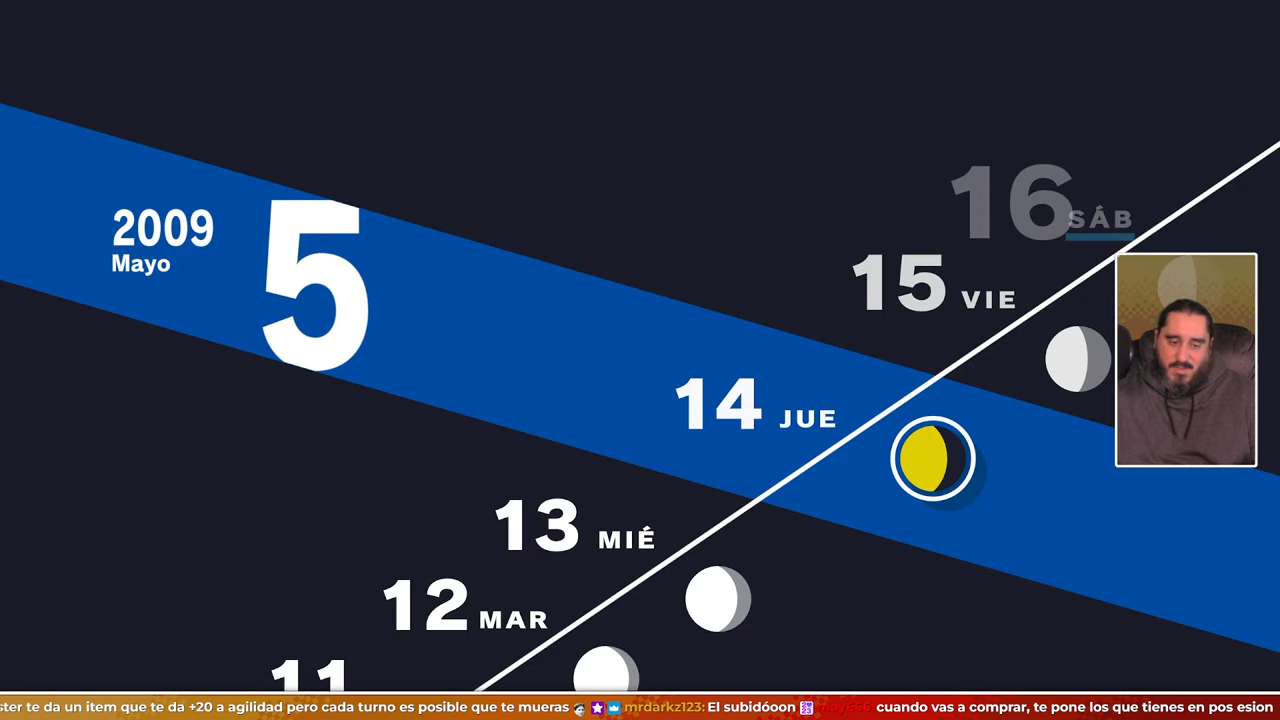 2009
Mayo
5
16 SÁB
15 VIE
14 JUE
13 MIÉ
12 MAR
11
ster te da un item que te da +20 a agilidad pero cada turno es posible que te mueras mrdarkz123: El subidóoon may666 cuando vas a comprar, te pone los que tienes en pos esion